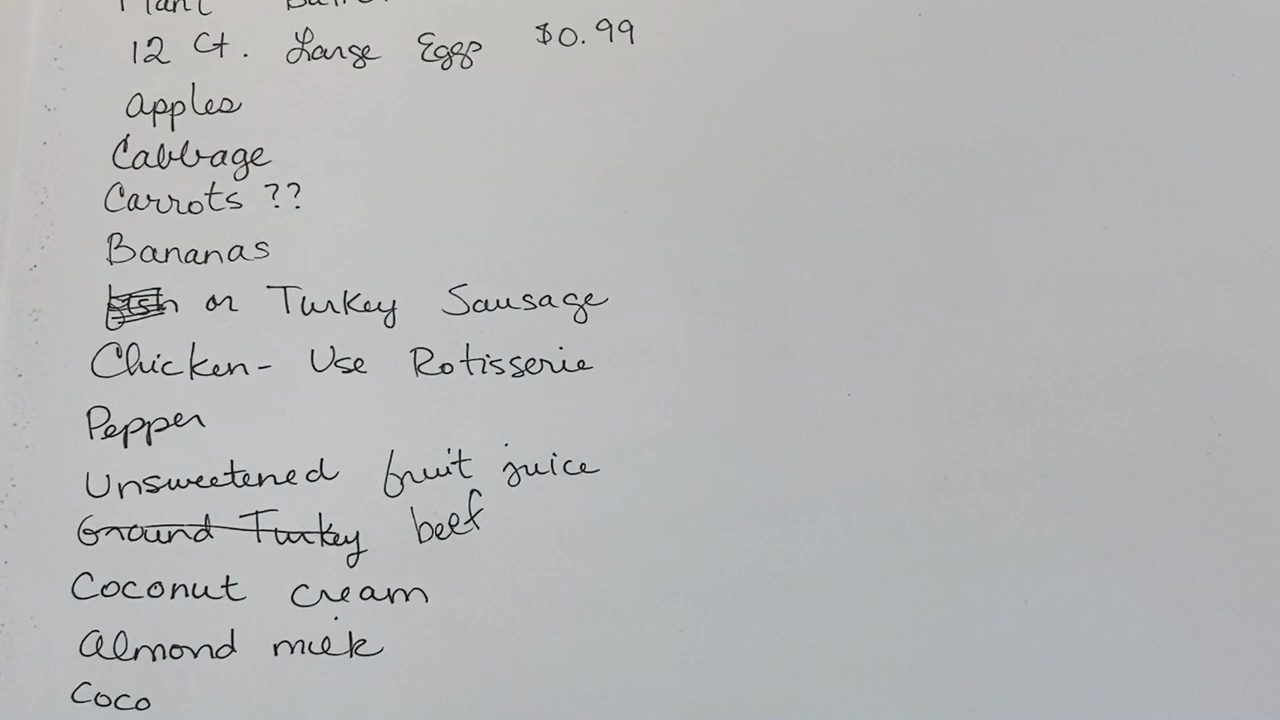 12 Ct. Large Eggs $0.99
apples
Cabbage
Carrots ??
Bananas
or Turkey Sausage
Chicken- Use Rotisserie
Pepper
Unsweetened fruit juice
Ground Turkey beef
Coconut cream
almond milk
Coco